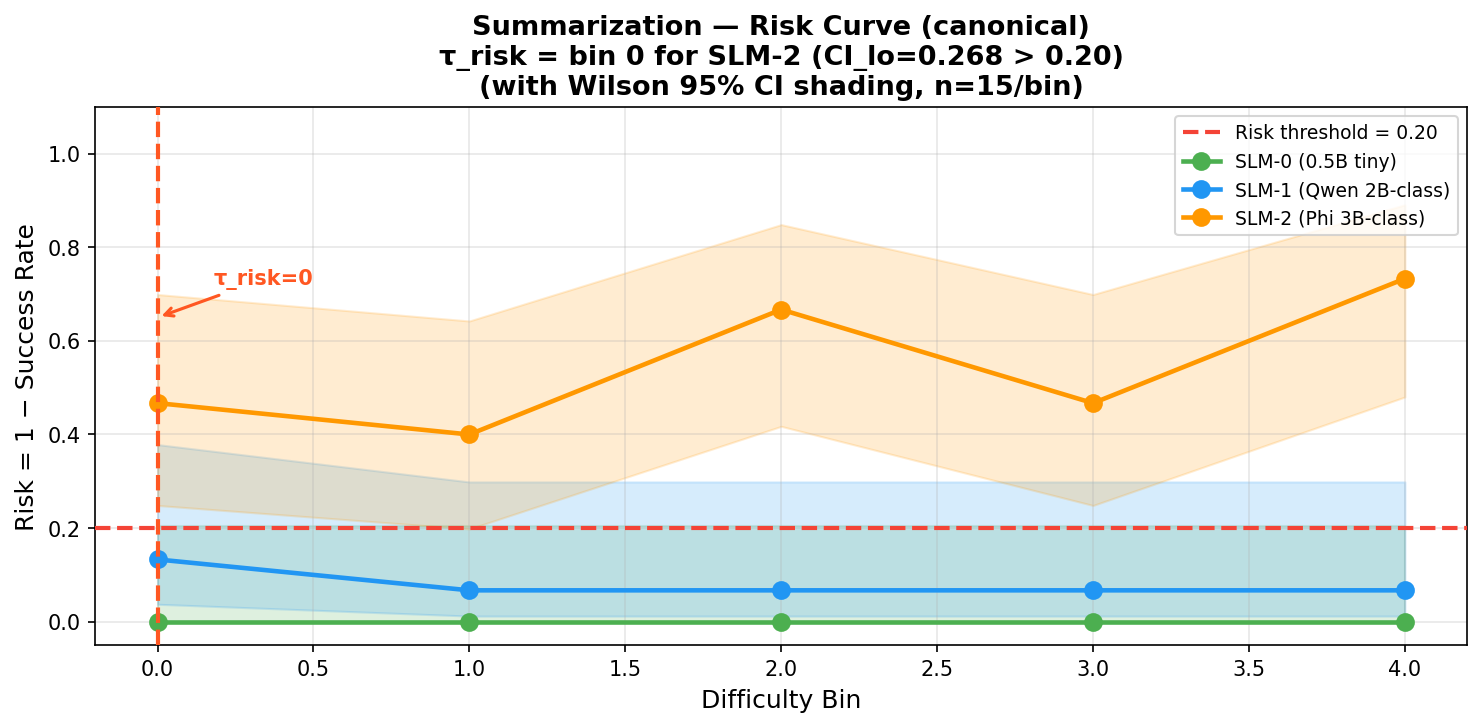 Summarization — Risk Curve (canonical)
τ_risk = bin 0 for SLM-2 (CI_lo=0.268 > 0.20)
(with Wilson 95% CI shading, n=15/bin)
Risk = 1 − Success Rate
1.0
0.8
0.6
0.4
0.2
0.0
τ_risk=0
Risk threshold = 0.20
SLM-0 (0.5B tiny)
SLM-1 (Qwen 2B-class)
SLM-2 (Phi 3B-class)
0.0 0.5 1.0 1.5 2.0 2.5 3.0 3.5 4.0
Difficulty Bin